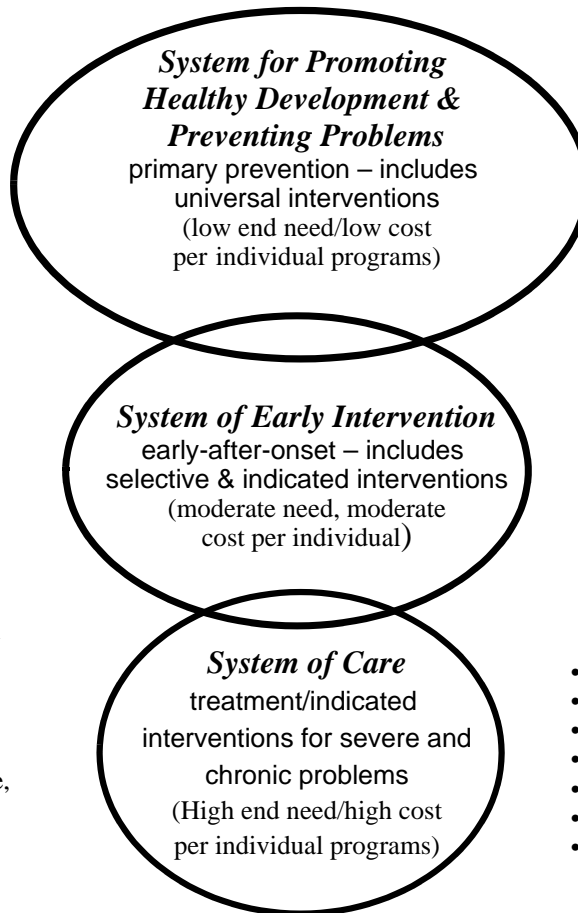 System for Promoting
Healthy Development &
Preventing Problems
primary prevention – includes
universal interventions
(low end need/low cost
per individual programs)
System of Early Intervention
early-after-onset – includes
selective & indicated interventions
(moderate need, moderate
cost per individual)
System of Care
treatment/indicated
interventions for severe and
chronic problems
(High end need/high cost
per individual programs)